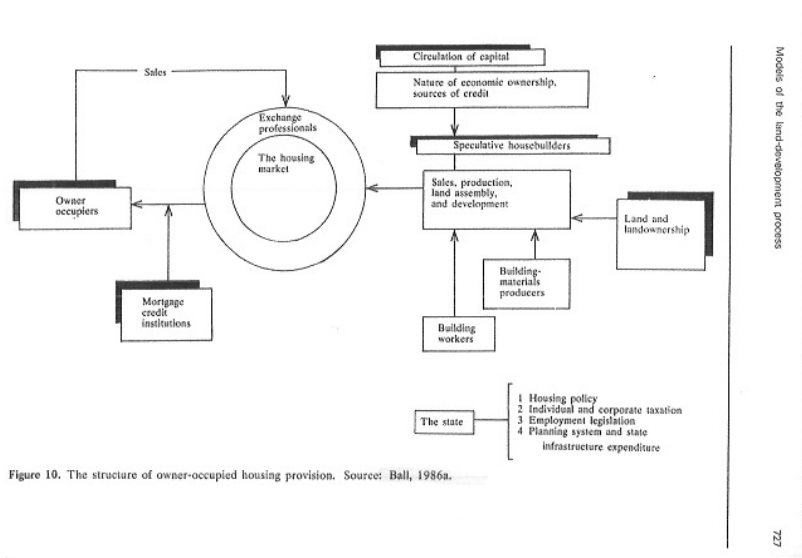 Circulation of capital
Nature of economic ownership,
sources of credit
Sales
Exchange
professionals
The housing
market
Speculative housebuilders
Sales, production,
land assembly,
and development
Owner
occupiers
Land and
landownership
Building-
materials
producers
Mortgage
credit
institutions
Building
workers
The state
1 Housing policy
2 Individual and corporate taxation
3 Employment legislation
4 Planning system and state
infrastructure expenditure
Figure 10. The structure of owner-occupied housing provision. Source: Ball, 1986a.
Models of the land-development process
727